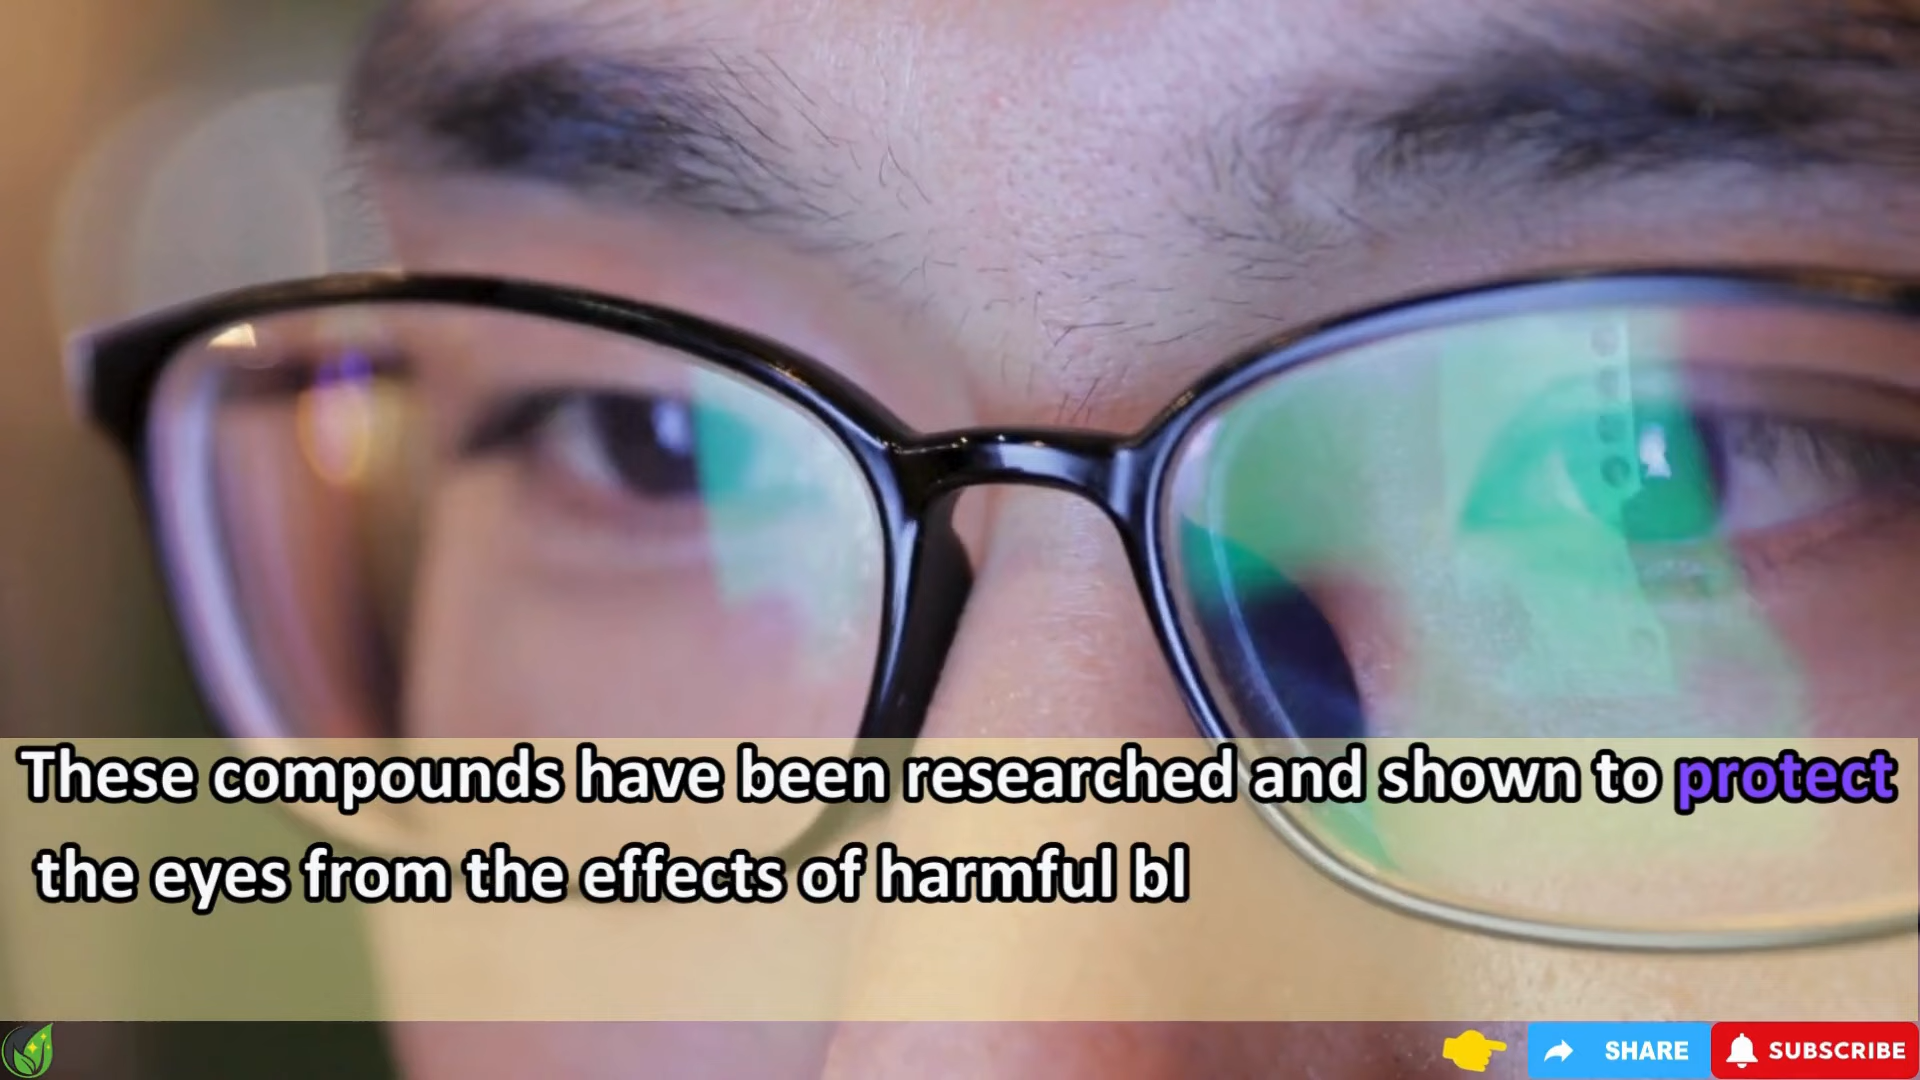 These compounds have been researched and shown to protect
the eyes from the effects of harmful bl
SHARE
SUBSCRIBE